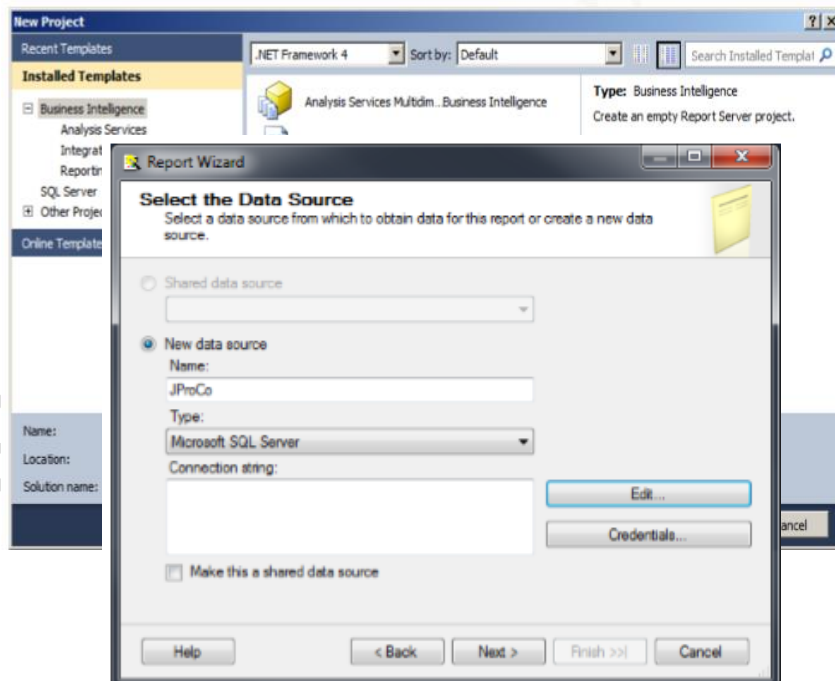 New Project
Recent Templates
.NET Framework 4
Sort by: Default
Search Installed Templat
Installed Templates
Business Intelligence
Analysis Services
Integrat
Reportin
SQL Server
Other Projec
Online Template
Analysis Services Multidim...Business Intelligence
Type: Business Intelligence
Create an empty Report Server project.
Name:
Location:
Solution name:
ancel
Report Wizard
Select the Data Source
Select a data source from which to obtain data for this report or create a new data
source.
Shared data source
New data source
Name:
JProCo
Type:
Microsoft SQL Server
Connection string:
Edit...
Credentials...
Make this a shared data source
Help
< Back
Next >
Finish >>|
Cancel